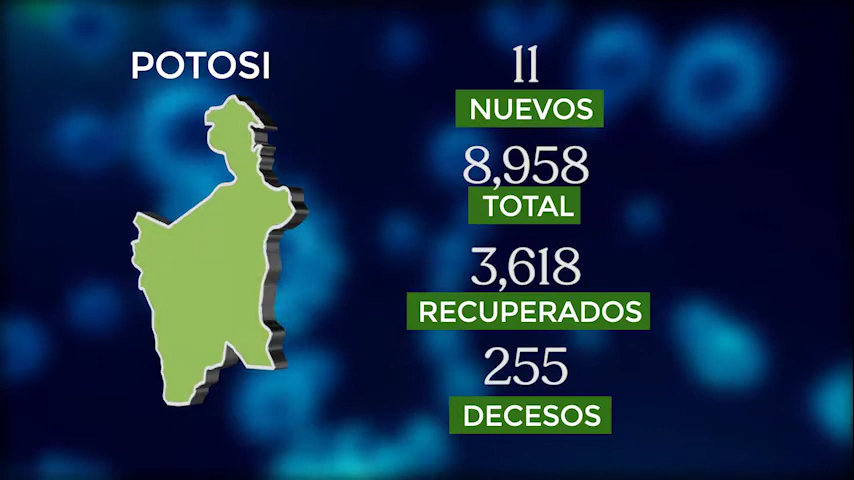 POTOSI
11
NUEVOS
8,958
TOTAL
3,618
RECUPERADOS
255
DECESOS